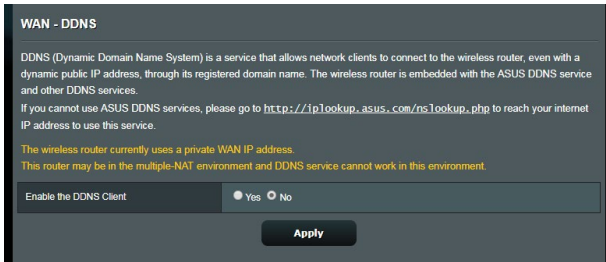 WAN - DDNS
DDNS (Dynamic Domain Name System) is a service that allows network clients to connect to the wireless router, even with a
dynamic public IP address, through its registered domain name. The wireless router is embedded with the ASUS DDNS service
and other DDNS services.
If you cannot use ASUS DDNS services, please go to http://iplookup.asus.com/nslookup.php to reach your internet
IP address to use this service.
The wireless router currently uses a private WAN IP address.
This router may be in the multiple-NAT environment and DDNS service cannot work in this environment.
Enable the DDNS Client Yes No
Apply